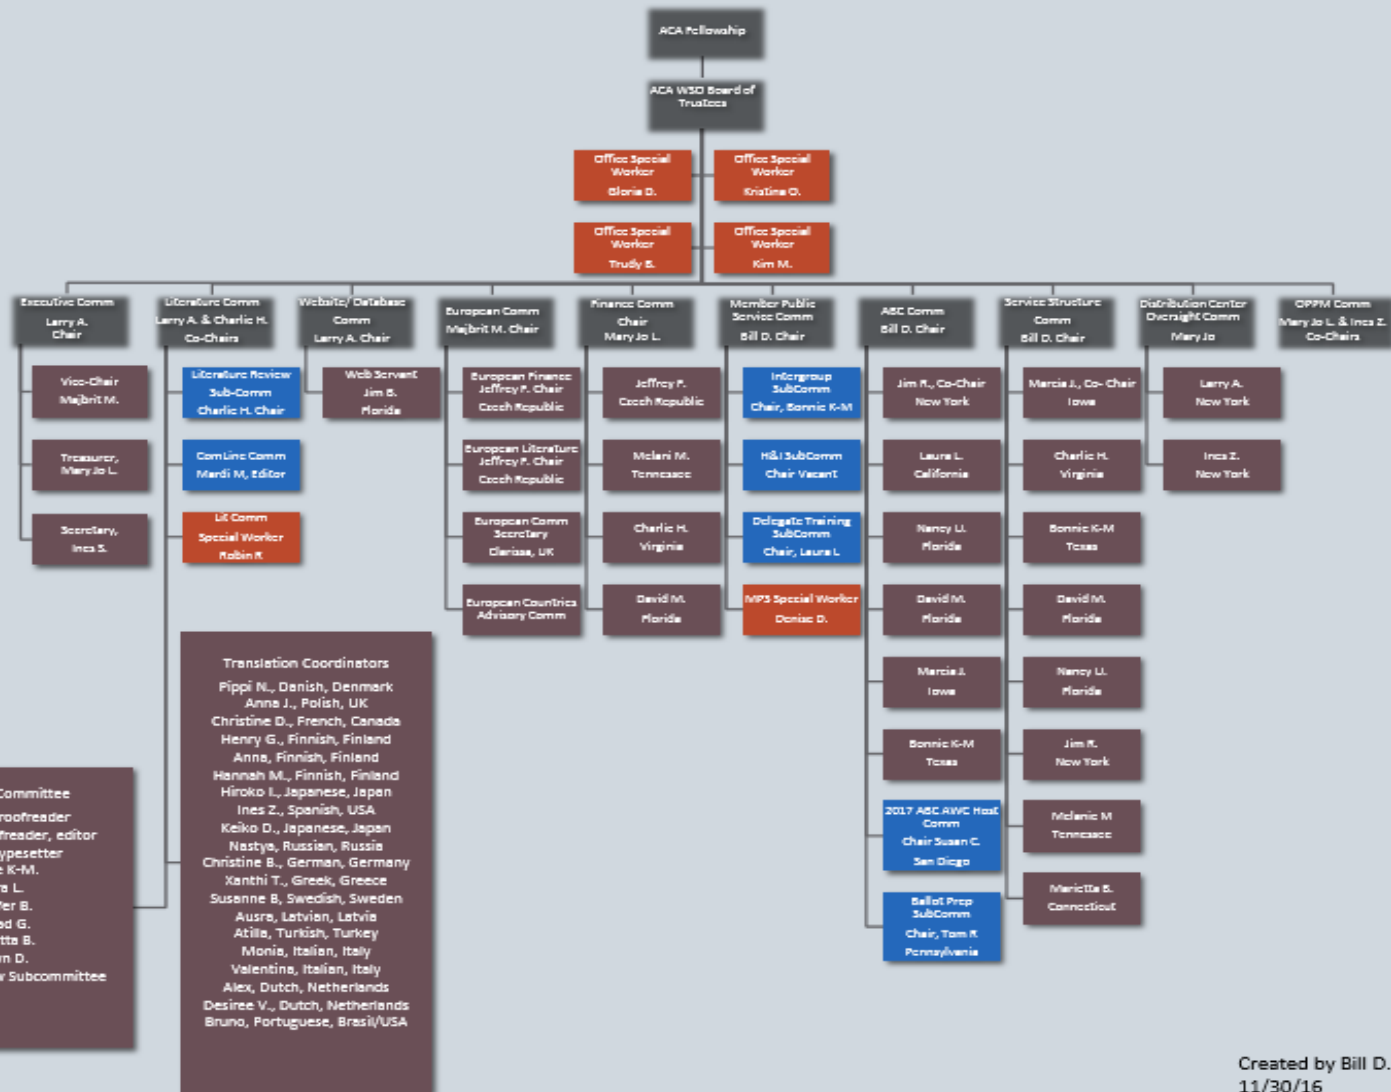 ACA Fellowship
ACA WSO Board of
Trustees
Office Special
Worker
Gloria D.
Office Special
Worker
Kristina O.
Office Special
Worker
Trudy B.
Office Special
Worker
Kim M.
Executive Comm
Larry A.
Chair
Vice-Chair
Majbrit M.
Treasurer,
Mary Jo L.
Secretary,
Ines S.
Literature Comm
Larry A. & Charlie H.
Co-Chairs
Literature Review
Sub-Comm
Charlie H. Chair
ComLine Comm
Mardi M, Editor
Lit Comm
Special Worker
Robin R
Website/ Database
Comm
Larry A. Chair
Web Servant
Jim B.
Florida
European Comm
Majbrit M. Chair
European Finance
Jeffrey P. Chair
Czech Republic
European Literature
Jeffrey P. Chair
Czech Republic
European Comm
Secretary
Clarissa, UK
European Countries
Advisory Comm
Finance Comm
Chair
Mary Jo L.
Jeffrey P.
Czech Republic
Melani M.
Tennessee
Charlie H.
Virginia
David M.
Florida
Member Public
Service Comm
Bill D. Chair
Intergroup
SubComm
Chair, Bonnie K-M
H&I SubComm
Chair Vacant
Delegate Training
SubComm
Chair, Laura L
MPS Special Worker
Denise D.
ABC Comm
Bill D. Chair
Jim R., Co-Chair
New York
Laura L.
California
Nancy U.
Florida
David M.
Florida
Marcia J.
Iowa
Bonnie K-M
Texas
2017 ABC AWC Host
Comm
Chair Susan C.
San Diego
Ballot Prep
SubComm
Chair, Tom R
Pennsylvania
Service Structure
Comm
Bill D. Chair
Marcia J., Co- Chair
Iowa
Charlie H.
Virginia
Bonnie K-M
Texas
David M.
Florida
Nancy U.
Florida
Jim R.
New York
Melanie M
Tennessee
Marietta B.
Connecticut
Distribution Center
Oversight Comm
Mary Jo
Larry A.
New York
Ines Z.
New York
OPPM Comm
Mary Jo L. & Ines Z.
Co-Chairs
Translation Coordinators
Pippi N., Danish, Denmark
Anna J., Polish, UK
Christine D., French, Canada
Henry G., Finnish, Finland
Anna, Finnish, Finland
Hannah M., Finnish, Finland
Hiroko I., Japanese, Japan
Ines Z., Spanish, USA
Keiko D., Japanese, Japan
Nastya, Russian, Russia
Christine B., German, Germany
Xanthi T., Greek, Greece
Susanne B, Swedish, Sweden
Ausra, Latvian, Latvia
Atilla, Turkish, Turkey
Monia, Italian, Italy
Valentina, Italian, Italy
Alex, Dutch, Netherlands
Desiree V., Dutch, Netherlands
Bruno, Portuguese, Brasil/USA
Committee
roofreader
freader, editor
ypesetter
e K-M.
ra L.
fer B.
ad G.
tta B.
n D.
w Subcommittee
Created by Bill D.
11/30/16